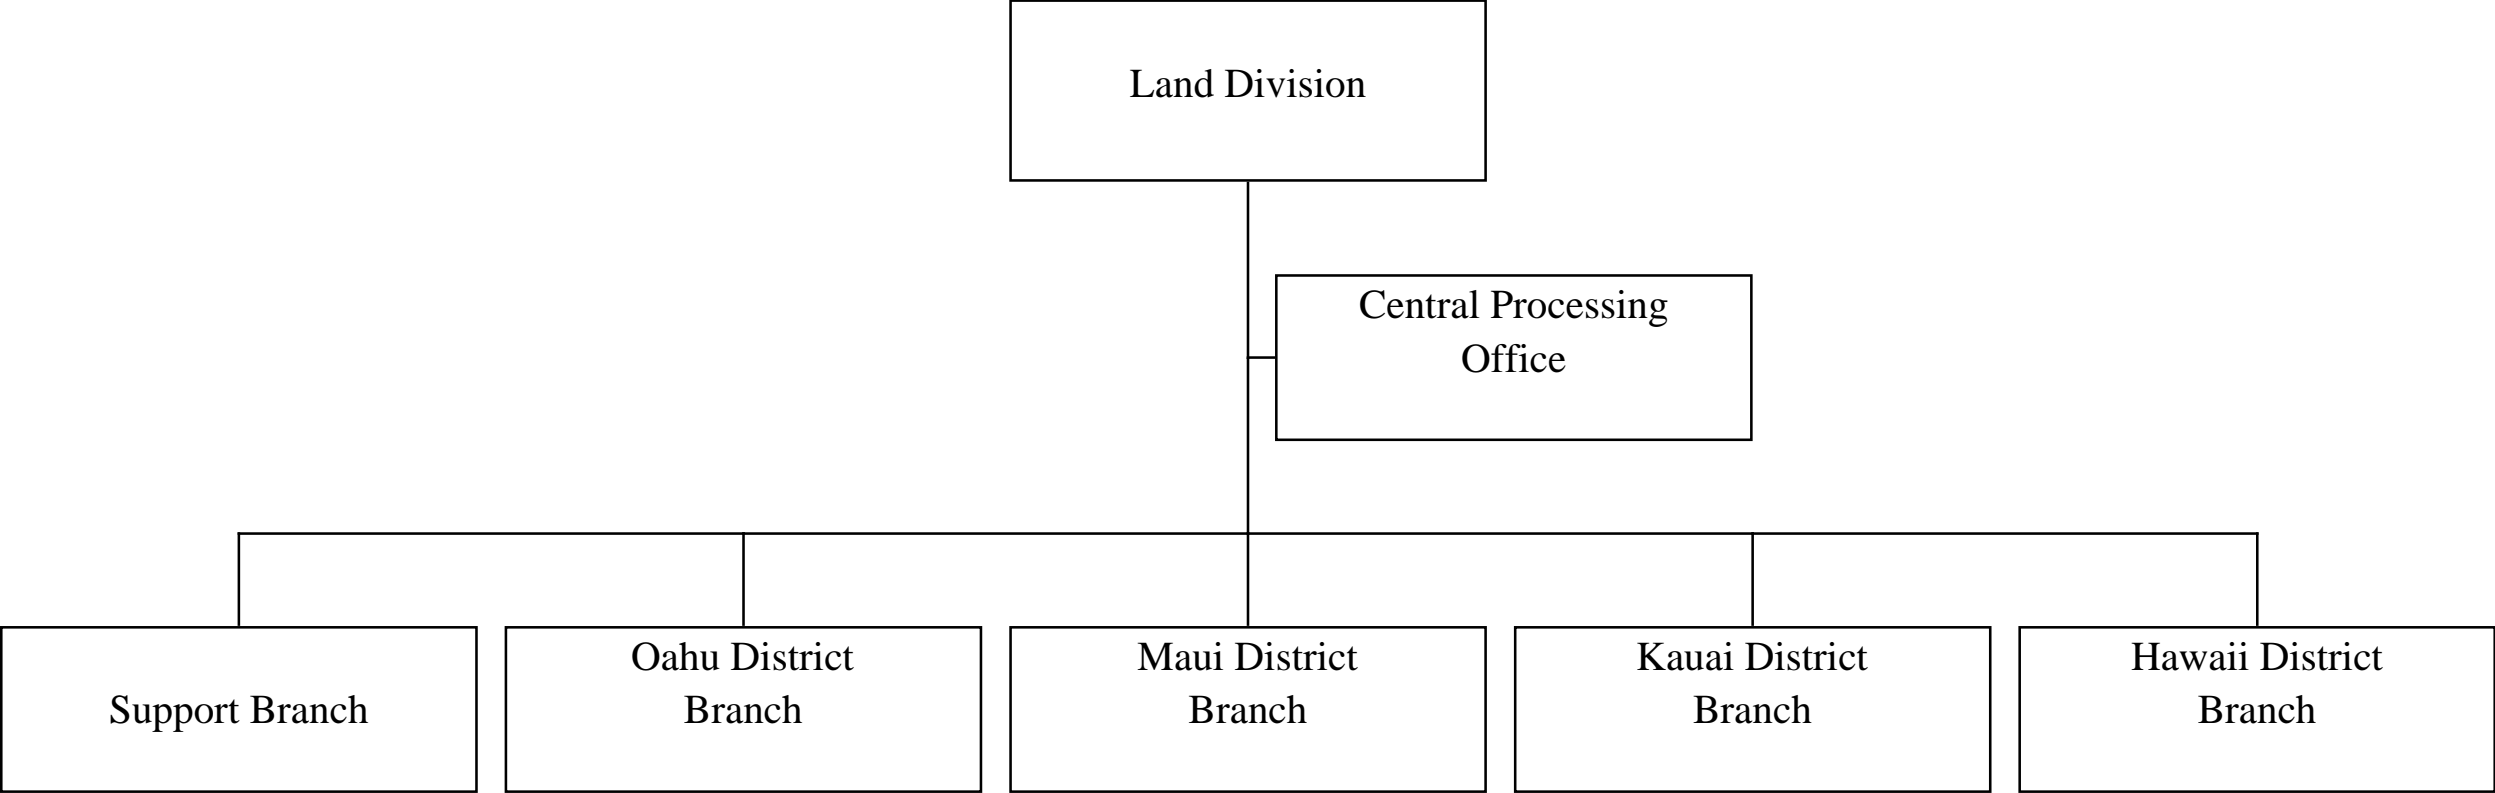 Land Division
Central Processing
Office
Support Branch
Oahu District
Branch
Maui District
Branch
Kauai District
Branch
Hawaii District
Branch